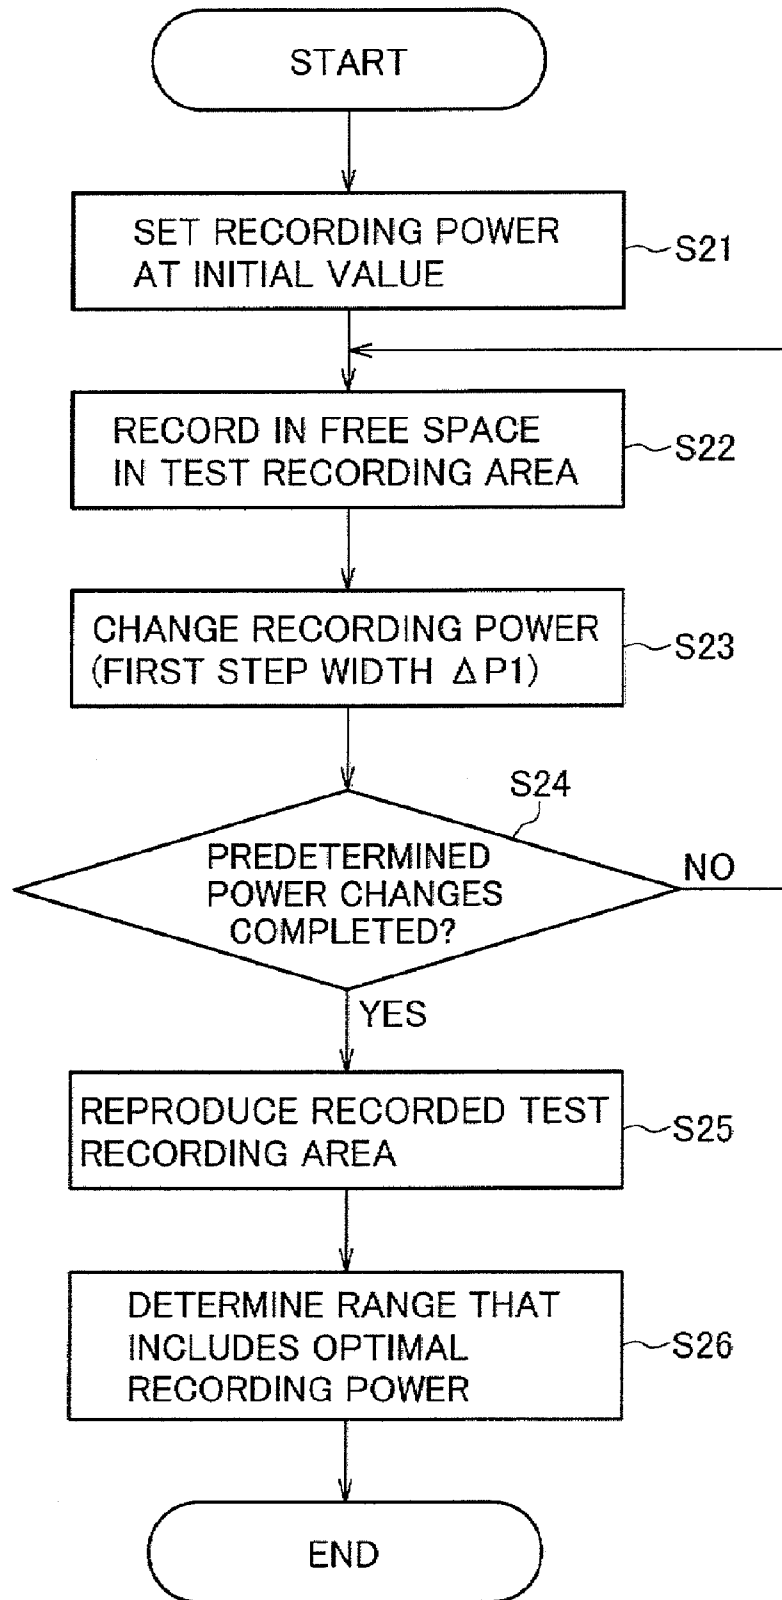 START
SET RECORDING POWER
AT INITIAL VALUE
S21
RECORD IN FREE SPACE
IN TEST RECORDING AREA
S22
CHANGE RECORDING POWER
(FIRST STEP WIDTH ΔP1)
S23
S24
PREDETERMINED
POWER CHANGES
COMPLETED?
NO
YES
REPRODUCE RECORDED TEST
RECORDING AREA
S25
DETERMINE RANGE THAT
INCLUDES OPTIMAL
RECORDING POWER
S26
END